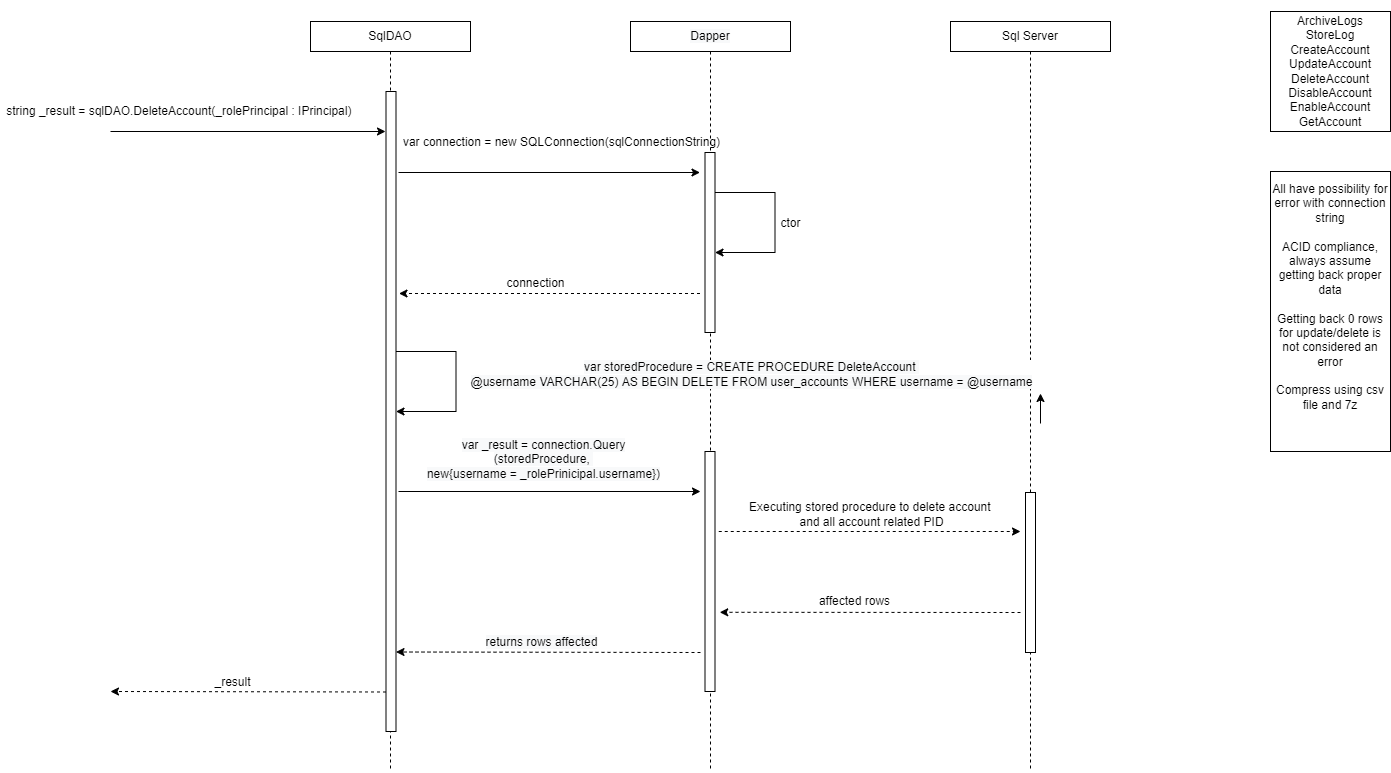 SqlDAO
Dapper
Sql Server
string _result = sqlDAO.DeleteAccount(_rolePrincipal : IPrincipal)
var connection = new SQLConnection(sqlConnectionString)
ctor
connection
var storedProcedure = CREATE PROCEDURE DeleteAccount
@username VARCHAR(25) AS BEGIN DELETE FROM user_accounts WHERE username = @username
var _result = connection.Query
(storedProcedure,
new{username = _rolePrinicipal.username})
Executing stored procedure to delete account
and all account related PID
affected rows
returns rows affected
_result
ArchiveLogs
StoreLog
CreateAccount
UpdateAccount
DeleteAccount
DisableAccount
EnableAccount
GetAccount
All have possibility for
error with connection
string
ACID compliance,
always assume
getting back proper
data
Getting back 0 rows
for update/delete is
not considered an
error
Compress using csv
file and 7z